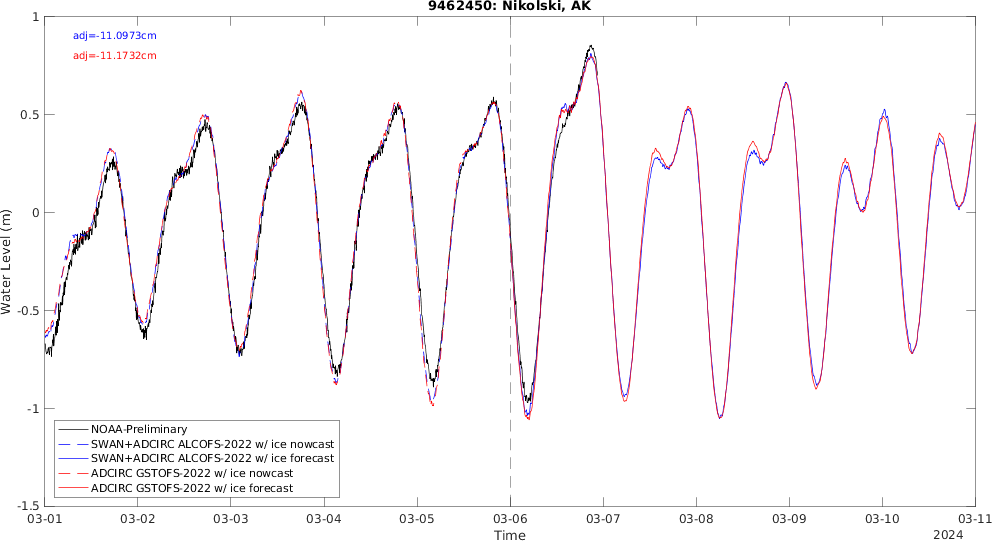 9462450: Nikolski, AK
adj=-11.0973cm
adj=-11.1732cm
Water Level (m)
1
0.5
0
-0.5
-1
-1.5
NOAA-Preliminary
SWAN+ADCIRC ALCOFS-2022 w/ ice nowcast
SWAN+ADCIRC ALCOFS-2022 w/ ice forecast
ADCIRC GSTOFS-2022 w/ ice nowcast
ADCIRC GSTOFS-2022 w/ ice forecast
03-01 03-02 03-03 03-04 03-05 03-06 03-07 03-08 03-09 03-10 03-11
Time
2024